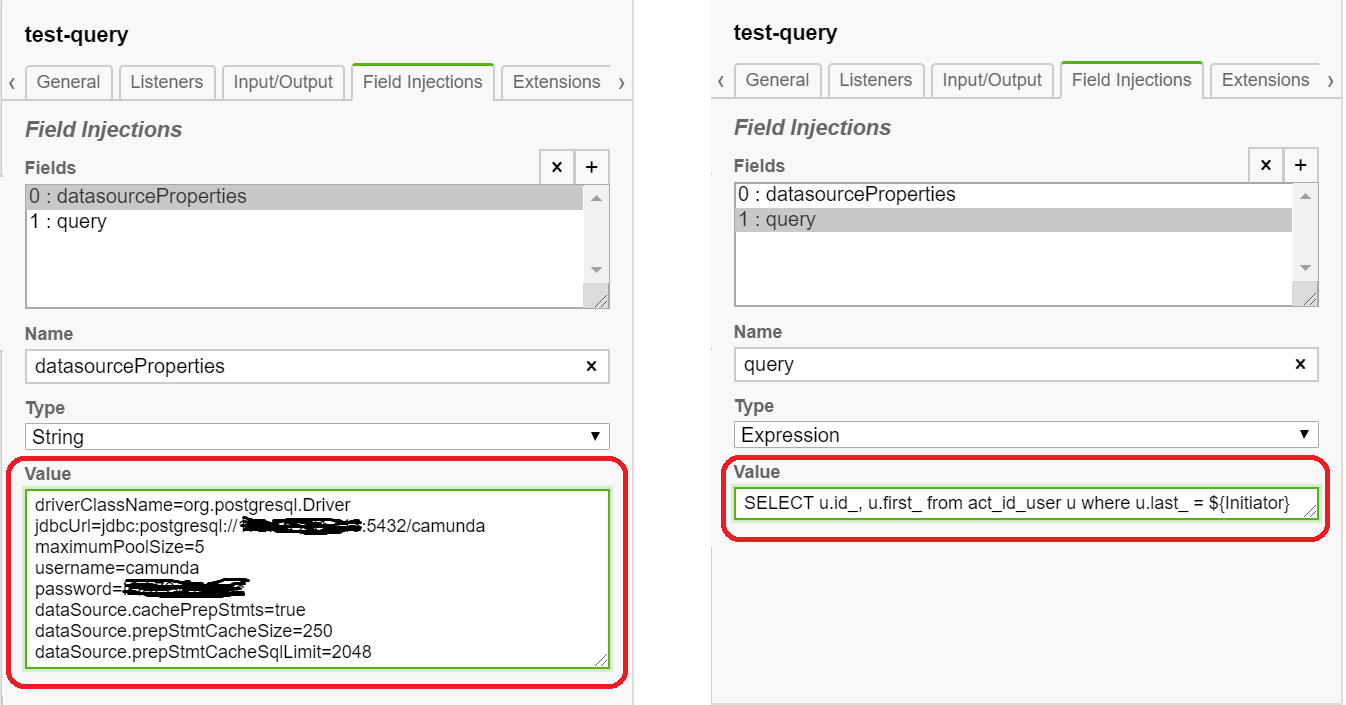 test-query
General
Listeners
Input/Output
Field Injections
Extensions
Field Injections
Fields
0 : datasourceProperties
1 : query
Name
datasourceProperties
Type
String
Value
driverClassName=org.postgresql.Driver
jdbcUrl=jdbc:postgresql:// :5432/camunda
maximumPoolSize=5
username=camunda
password=
dataSource.cachePrepStmts=true
dataSource.prepStmtCacheSize=250
dataSource.prepStmtCacheSqlLimit=2048
test-query
General
Listeners
Input/Output
Field Injections
Extensions
Field Injections
Fields
0 : datasourceProperties
1 : query
Name
query
Type
Expression
Value
SELECT u.id_, u.first_ from act_id_user u where u.last_ = ${Initiator}